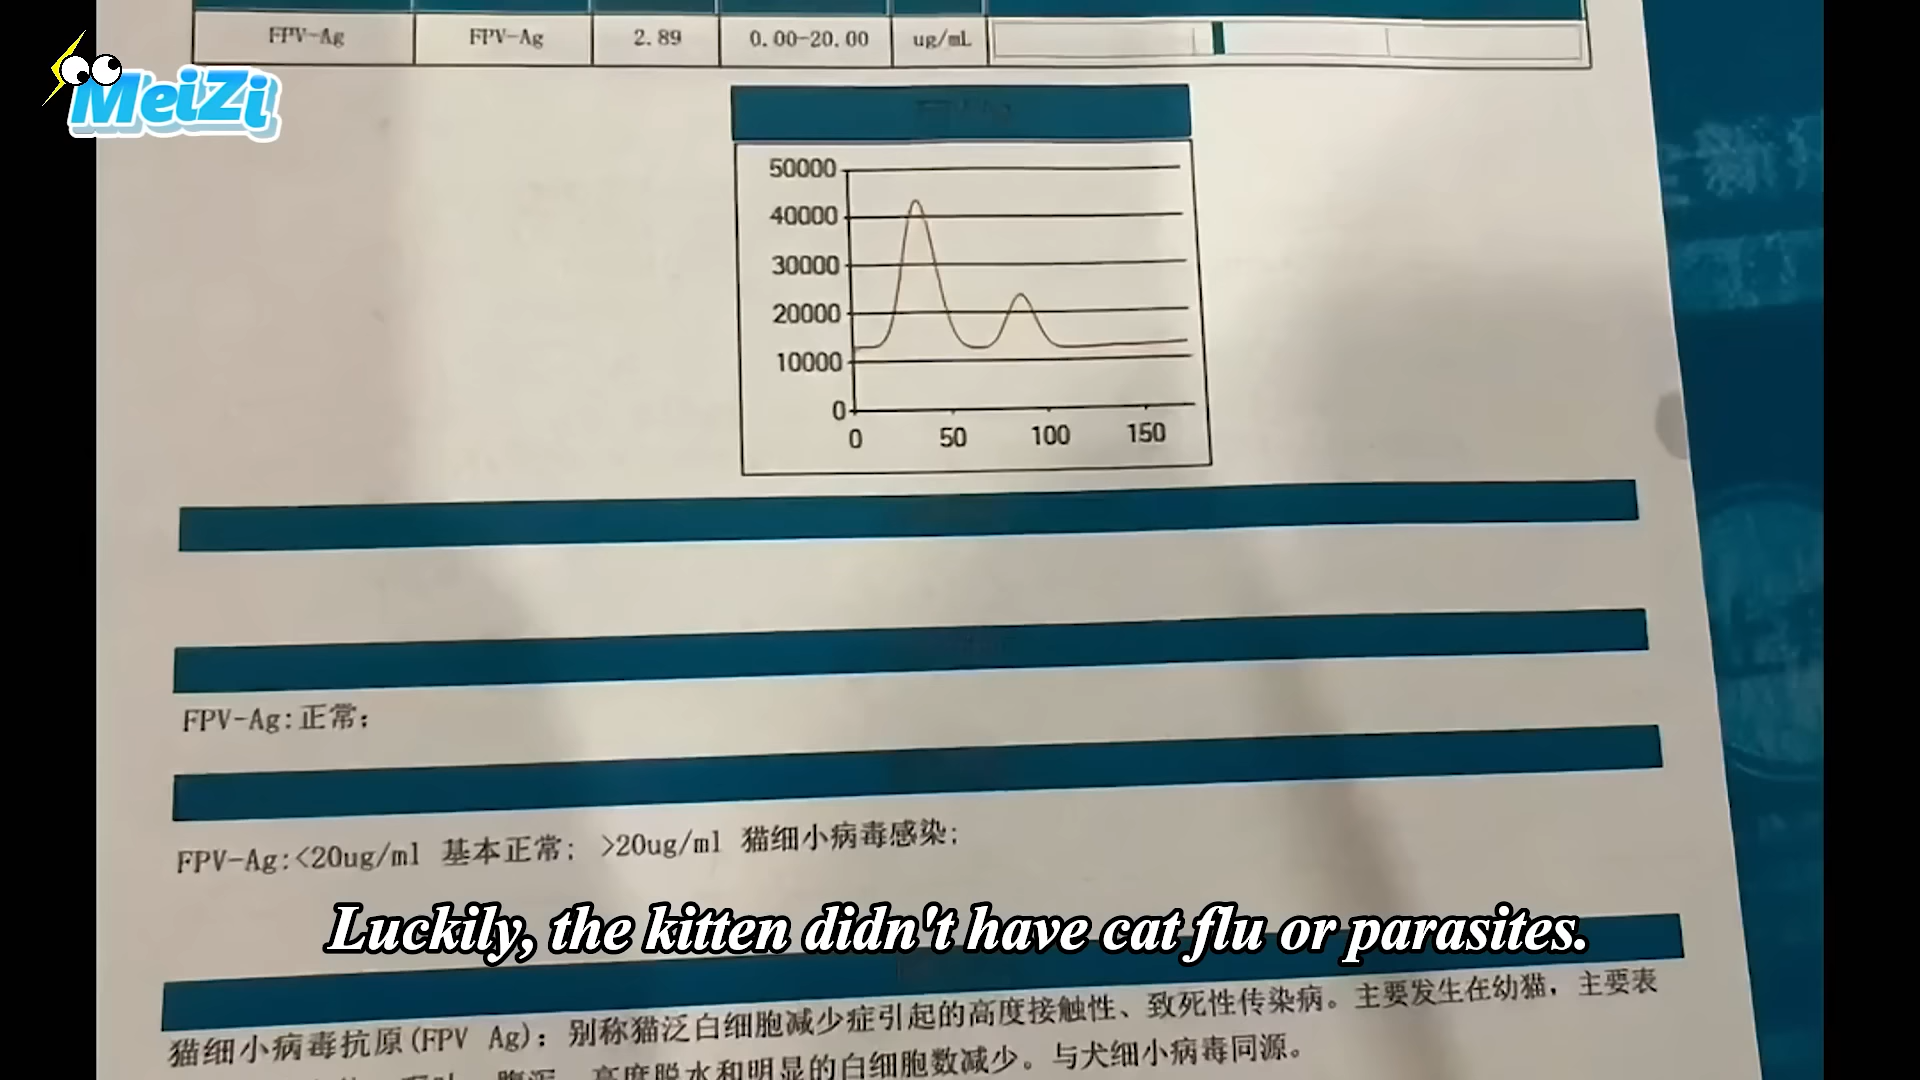 FPV-Ag FPV-Ag 2.89 0.00-20.00 ug/mL
MeiZi
50000
40000
30000
20000
10000
0
0 50 100 150
FPV-Ag:正常;
FPV-Ag:<20ug/ml 基本正常; >20ug/ml 猫细小病毒感染;
Luckily, the kitten didn't have cat flu or parasites.
猫细小病毒抗原(FPV Ag): 别称猫泛白细胞减少症引起的高度接触性、致死性传染病。主要发生在幼猫，主要表
高度脱水和明显的白细胞数减少。与犬细小病毒同源。